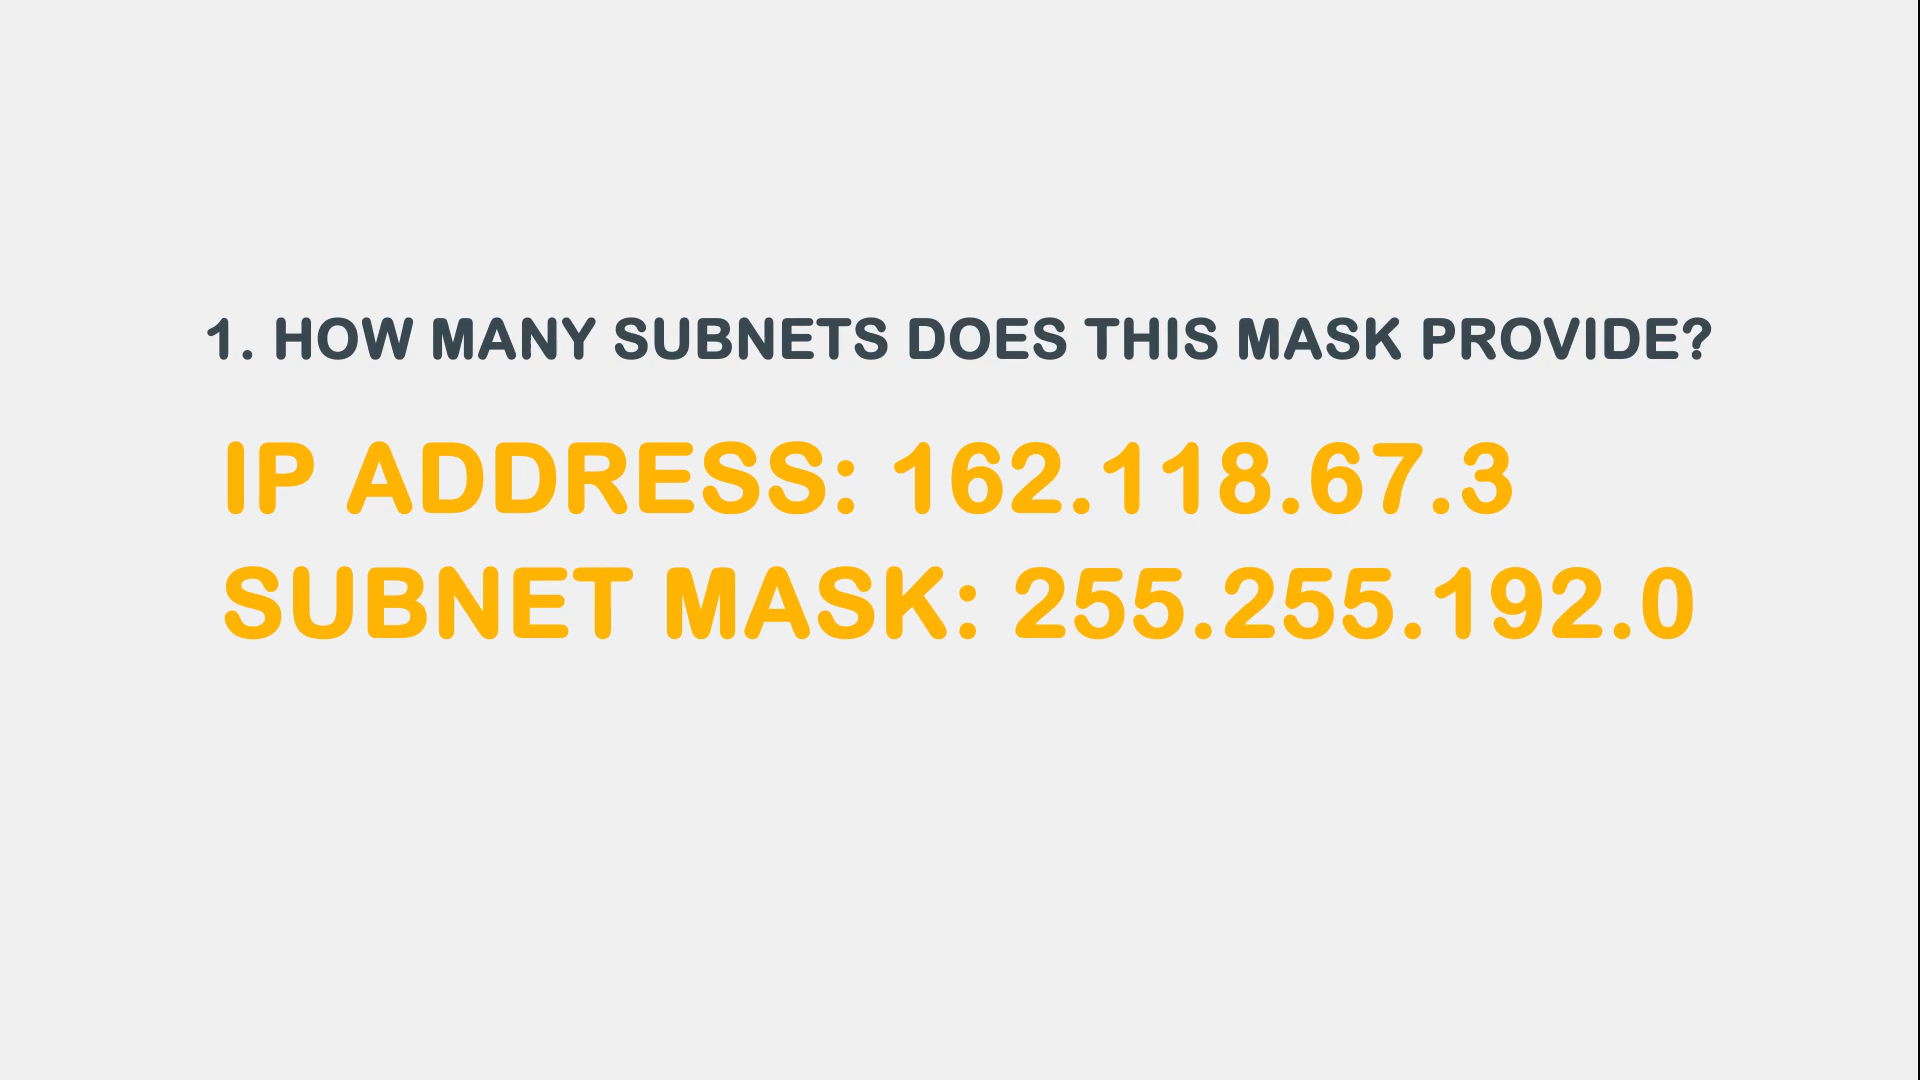 1. HOW MANY SUBNETS DOES THIS MASK PROVIDE?
IP ADDRESS: 162.118.67.3
SUBNET MASK: 255.255.192.0